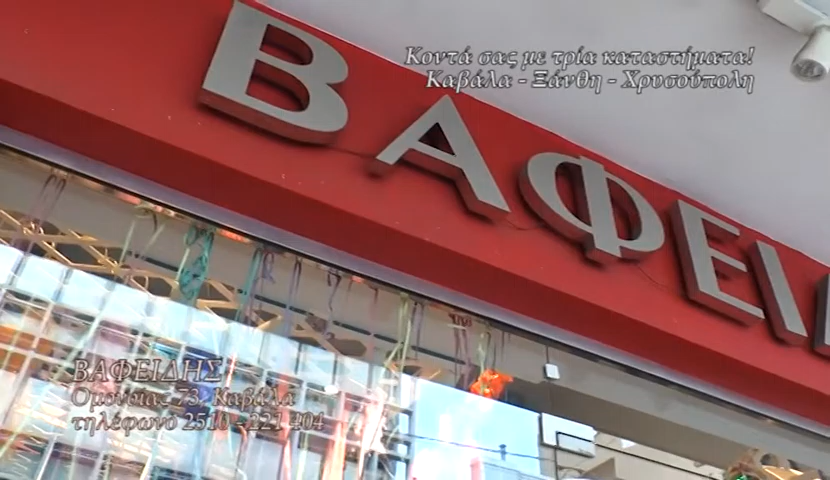 Κοντά σας με τρία καταστήματα!
Καβάλα - Ξάνθη - Χρυσούπολη
ΒΑΦΕΙ
ΒΑΦΕΙΔΗΣ
Ομονοίας 73, Καβάλα
τηλέφωνο 2510 - 221 404